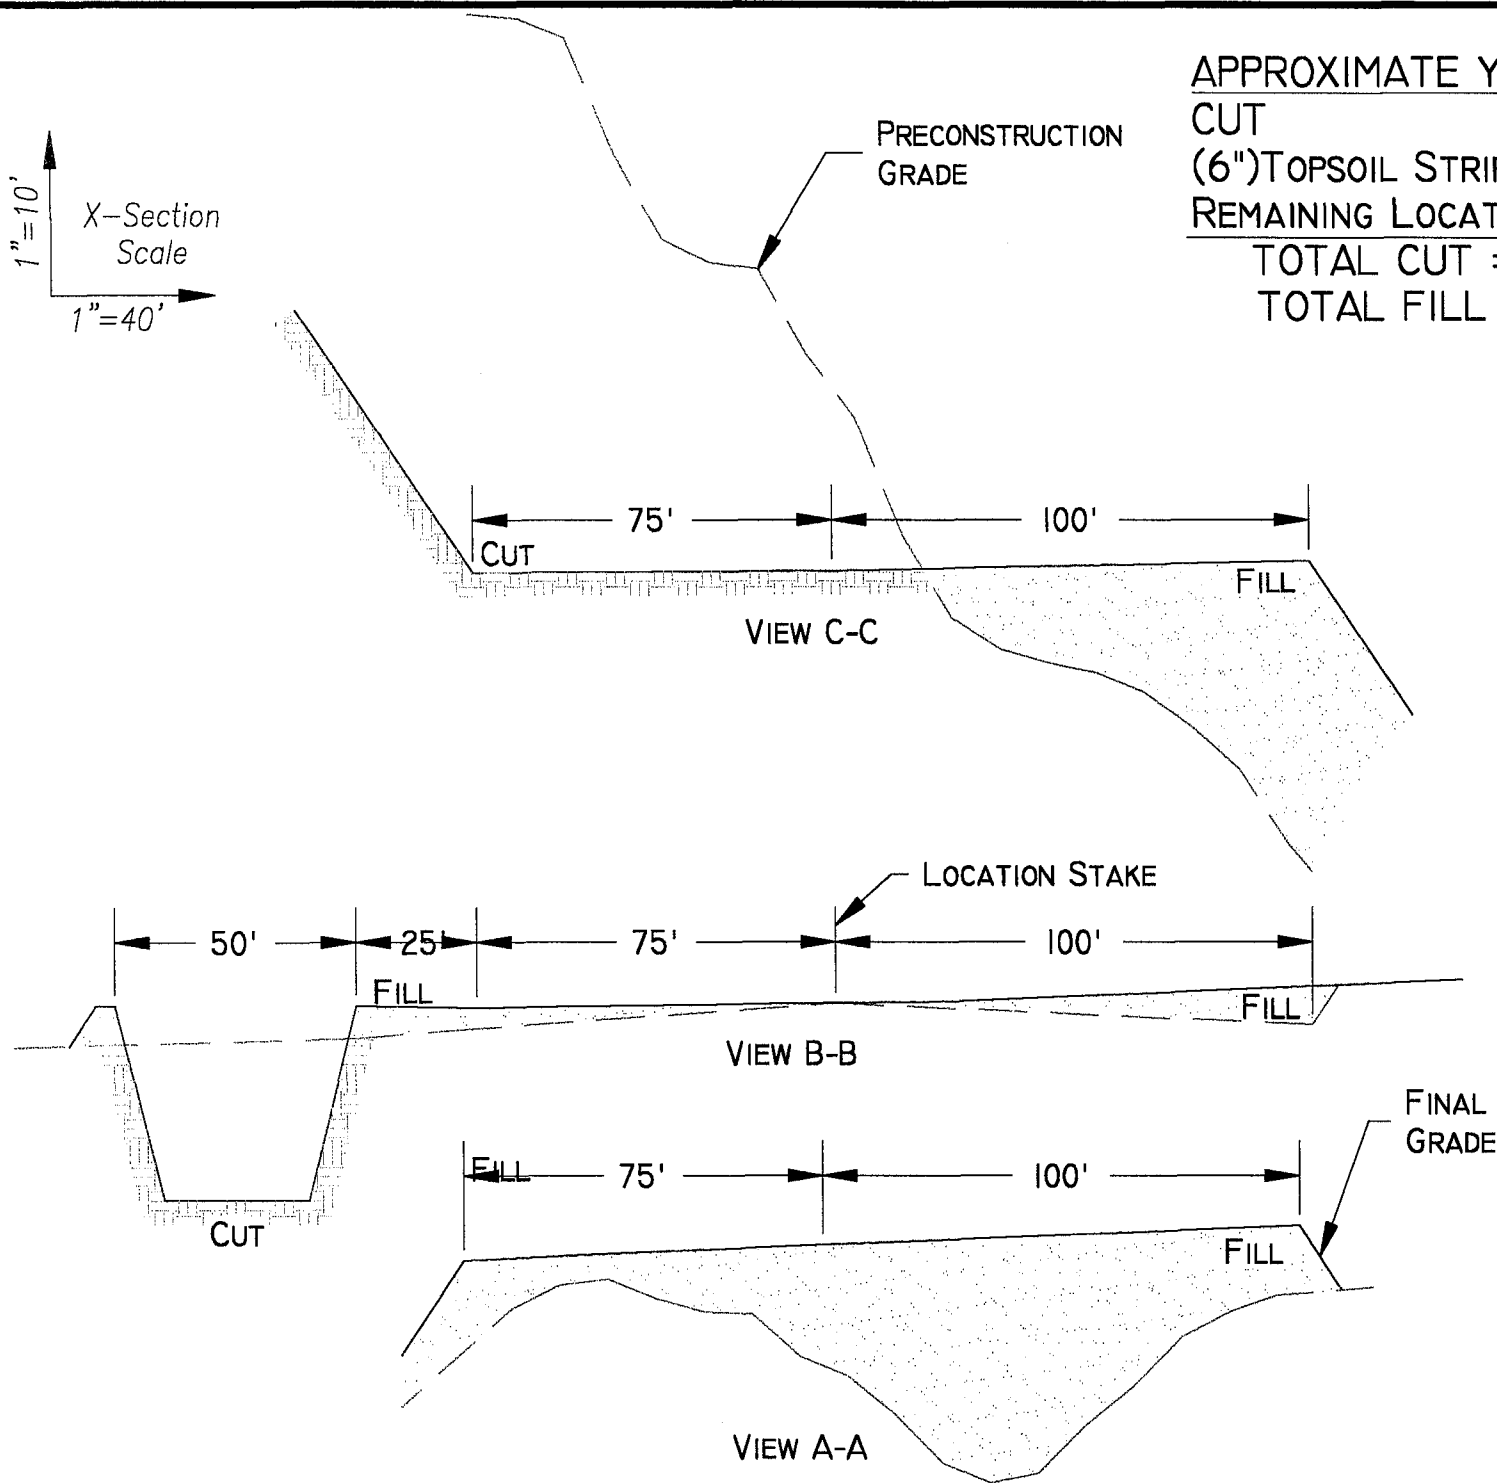 APPROXIMATE Y
CUT
(6")TOPSOIL STRIP
REMAINING LOCAT
TOTAL CUT =
TOTAL FILL
PRECONSTRUCTION
GRADE
1"=10'
X-Section
Scale
1"=40'
75'
100'
CUT
FILL
VIEW C-C
LOCATION STAKE
50'
25'
75'
100'
FILL
FILL
VIEW B-B
CUT
FINAL
GRADE
FILL
75'
100'
FILL
VIEW A-A